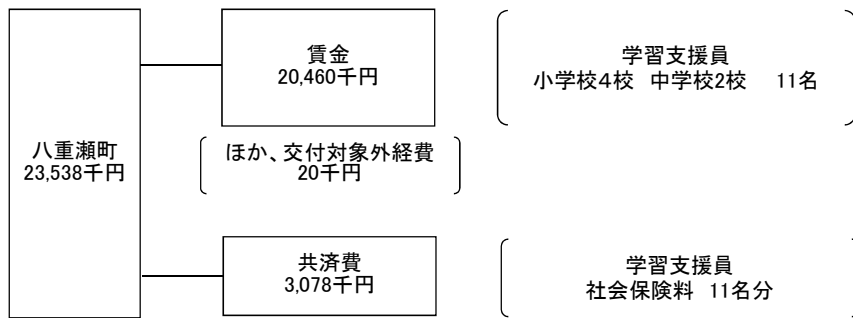 八重瀬町
23,538千円
賃金
20,460千円
学習支援員
小学校4校 中学校2校 11名
ほか、交付対象外経費
20千円
共済費
3,078千円
学習支援員
社会保険料 11名分